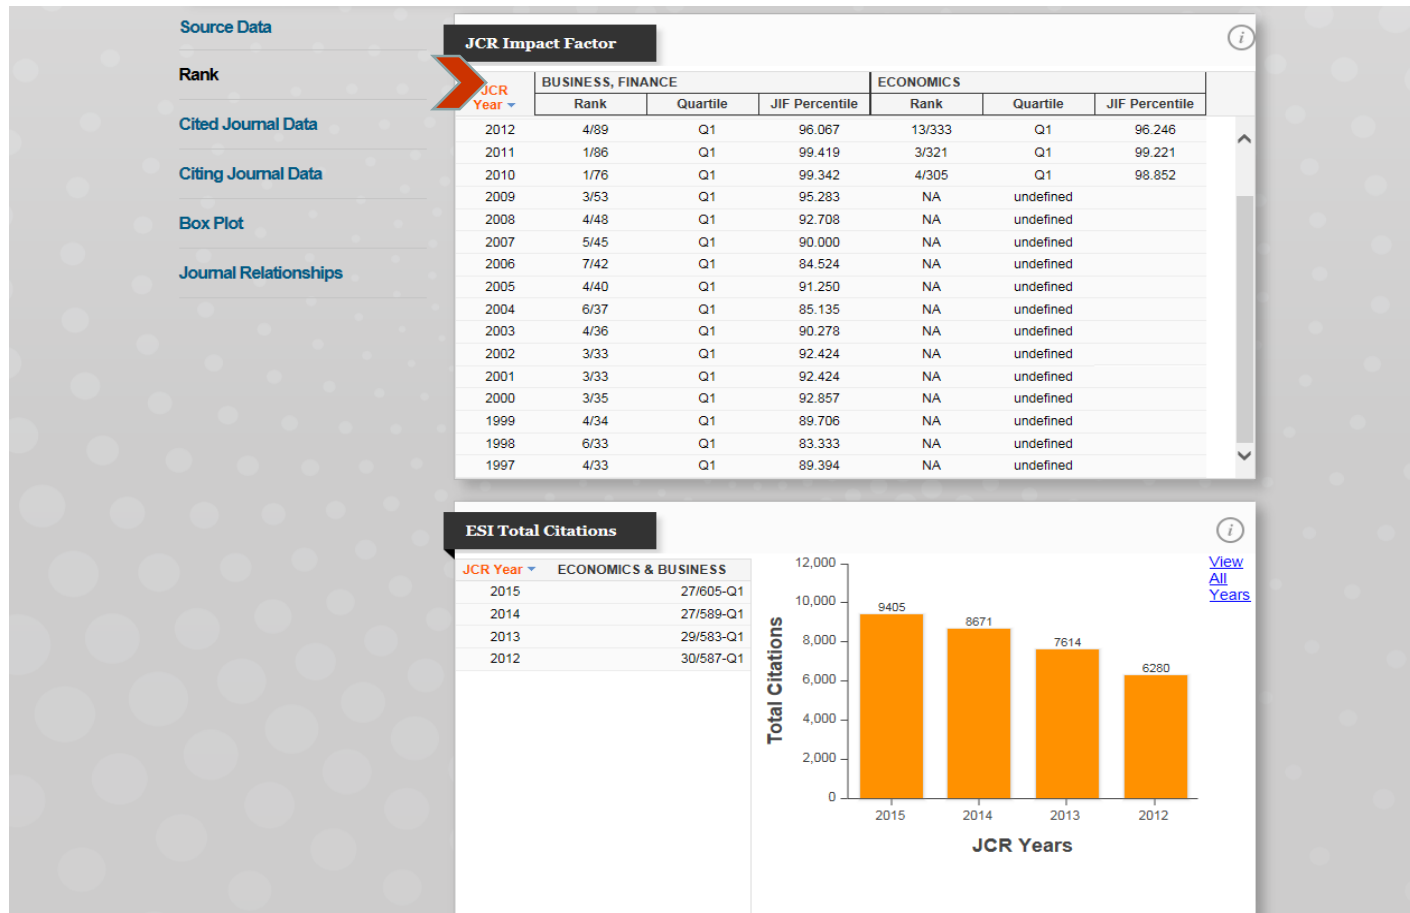 Source Data
Rank
Cited Journal Data
Citing Journal Data
Box Plot
Journal Relationships
JCR Impact Factor
i
JCR Year
BUSINESS, FINANCE ECONOMICS
Rank Quartile JIF Percentile Rank Quartile JIF Percentile
2012 4/89 Q1 96.067 13/333 Q1 96.246
2011 1/86 Q1 99.419 3/321 Q1 99.221
2010 1/76 Q1 99.342 4/305 Q1 98.852
2009 3/53 Q1 95.283 NA undefined
2008 4/48 Q1 92.708 NA undefined
2007 5/45 Q1 90.000 NA undefined
2006 7/42 Q1 84.524 NA undefined
2005 4/40 Q1 91.250 NA undefined
2004 6/37 Q1 85.135 NA undefined
2003 4/36 Q1 90.278 NA undefined
2002 3/33 Q1 92.424 NA undefined
2001 3/33 Q1 92.424 NA undefined
2000 3/35 Q1 92.857 NA undefined
1999 4/34 Q1 89.706 NA undefined
1998 6/33 Q1 83.333 NA undefined
1997 4/33 Q1 89.394 NA undefined
ESI Total Citations
i
JCR Year ECONOMICS & BUSINESS
2015 27/605-Q1
2014 27/589-Q1
2013 29/583-Q1
2012 30/587-Q1
View
All
Years
Total Citations
12,000
10,000
8,000
6,000
4,000
2,000
0
9405
8671
7614
6280
2015 2014 2013 2012
JCR Years